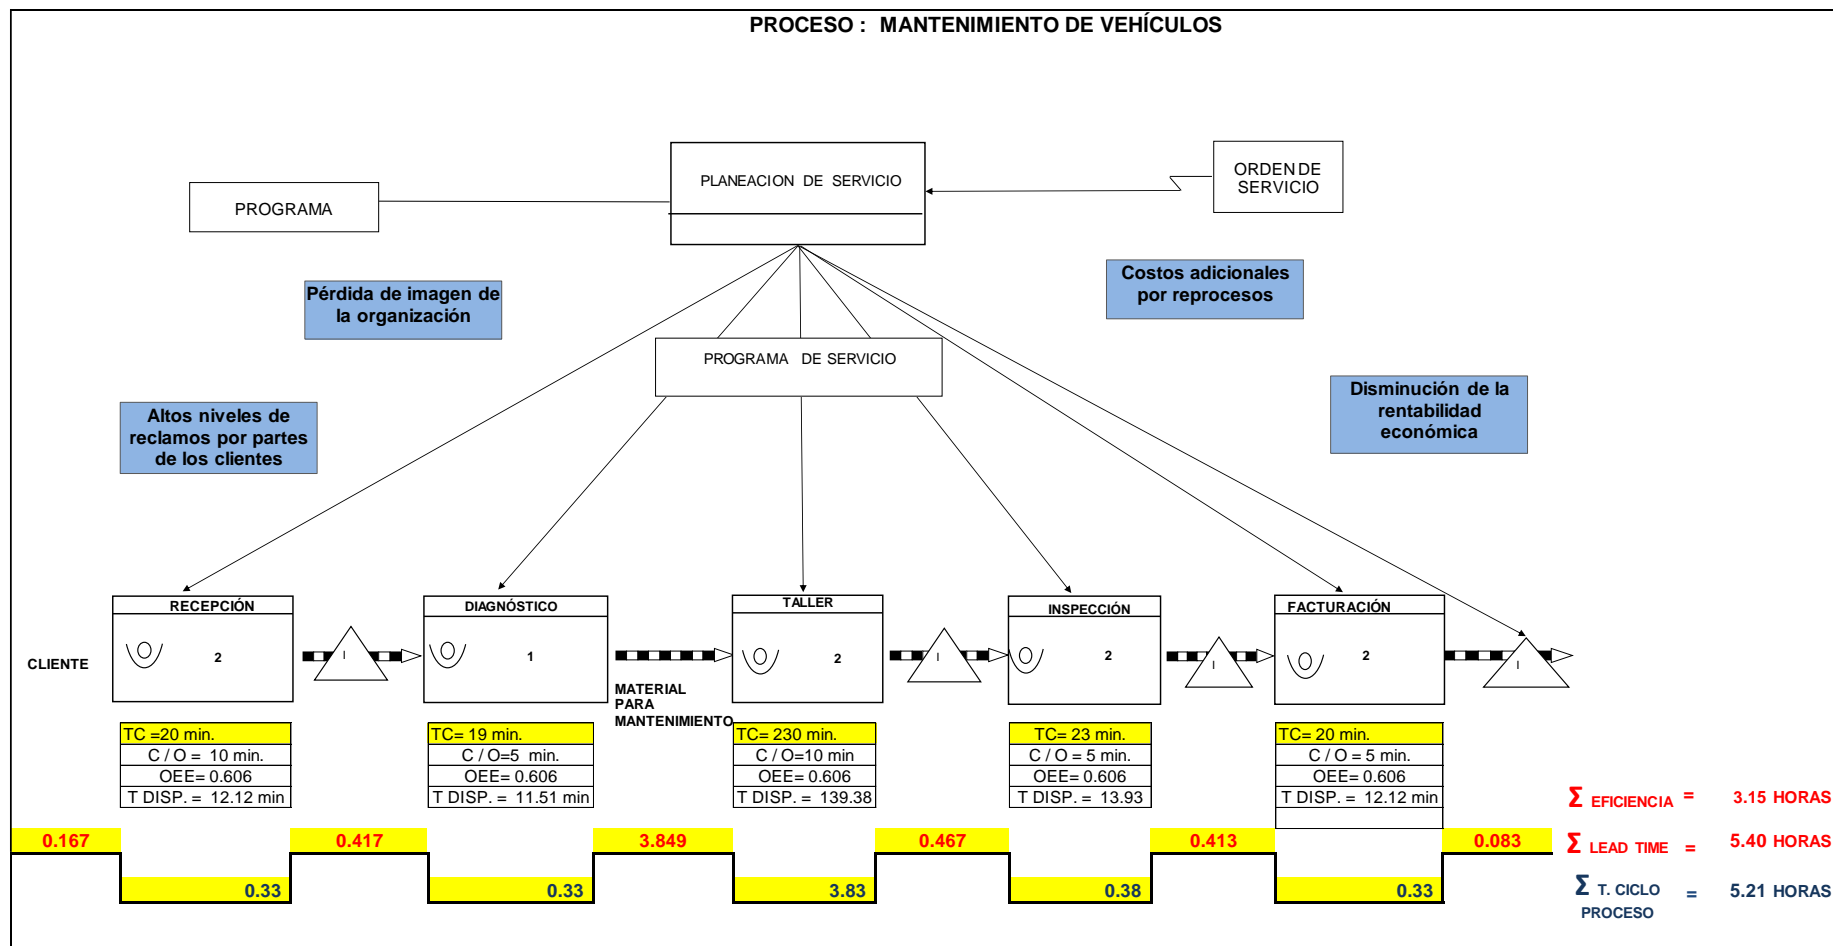 PROCESO : MANTENIMIENTO DE VEHÍCULOS
PLANEACION DE SERVICIO
ORDEN DE
SERVICIO
PROGRAMA
Pérdida de imagen de
la organización
Costos adicionales
por reprocesos
PROGRAMA DE SERVICIO
Altos niveles de
reclamos por partes
de los clientes
Disminución de la
rentabilidad
económica
CLIENTE
RECEPCIÓN
2
I
DIAGNÓSTICO
1
MATERIAL
PARA
MANTENIMIENTO
TALLER
2
I
INSPECCIÓN
2
I
FACTURACIÓN
2
I
TC =20 min.
C / O = 10 min.
OEE= 0.606
T DISP. = 12.12 min
TC= 19 min.
C / O=5 min.
OEE= 0.606
T DISP. = 11.51 min
TC= 230 min.
C / O=10 min
OEE= 0.606
T DISP. = 139.38
TC= 23 min.
C / O = 5 min.
OEE= 0.606
T DISP. = 13.93
TC= 20 min.
C / O = 5 min.
OEE= 0.606
T DISP. = 12.12 min
0.167
0.417
3.849
0.467
0.413
0.083
0.33
0.33
3.83
0.38
0.33
Σ EFICIENCIA = 3.15 HORAS
Σ LEAD TIME = 5.40 HORAS
Σ T. CICLO
PROCESO = 5.21 HORAS